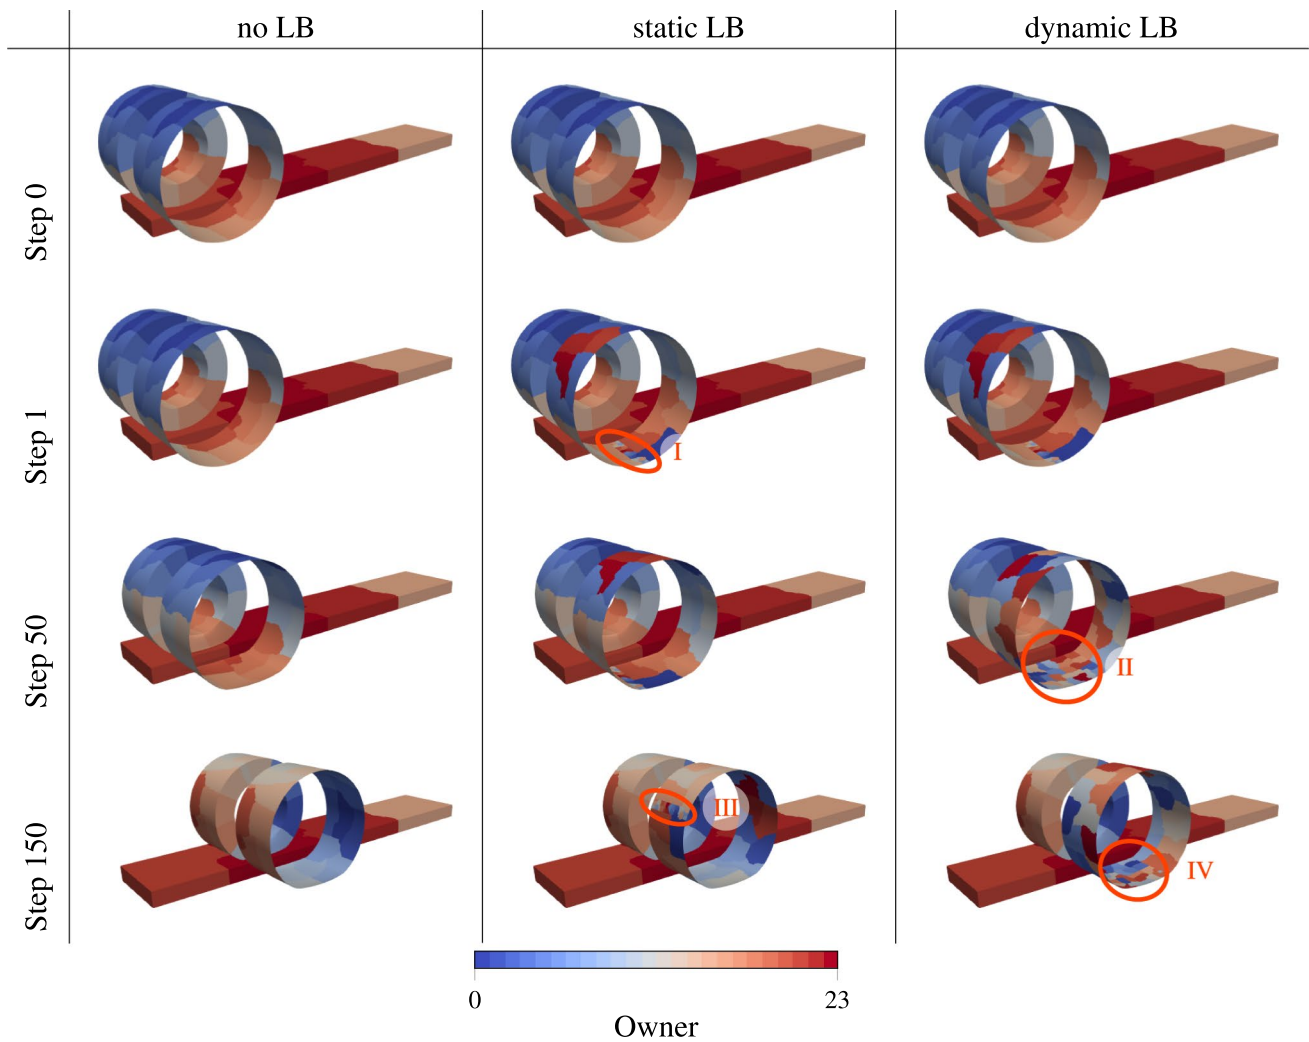 no LB
static LB
dynamic LB
Step 0
Step 1
I
Step 50
II
Step 150
III
IV
0
23
Owner